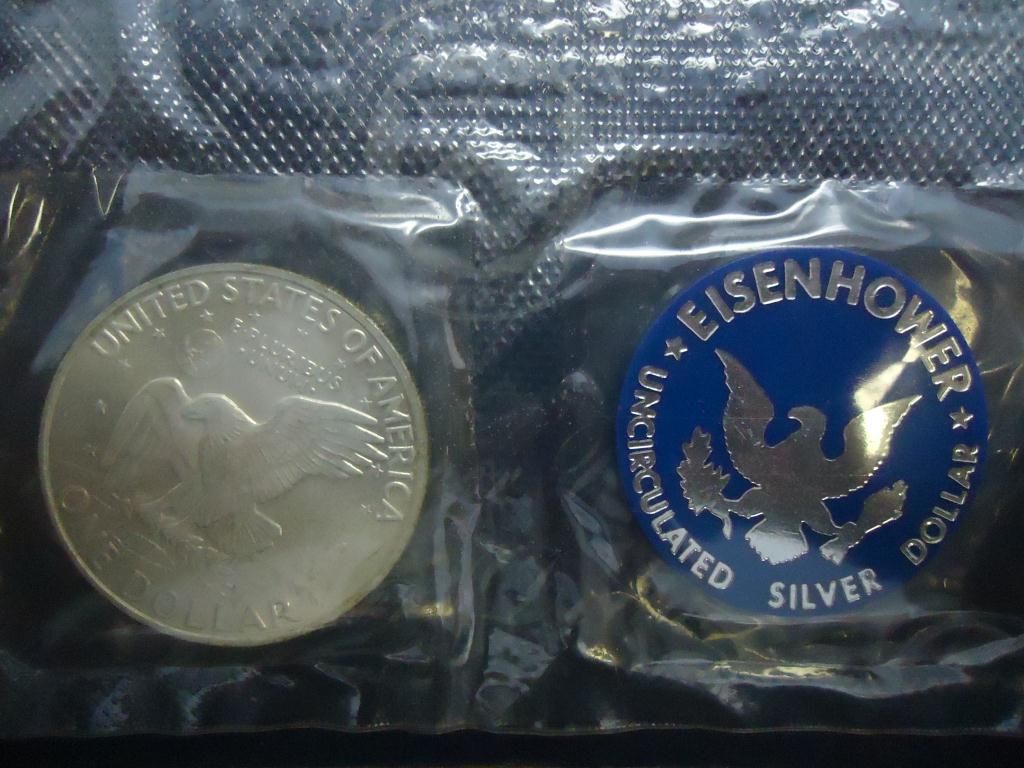 UNITED STATES OF AMERICA
E PLURIBUS
UNUM
ONE DOLLAR
EISENHOWER
UNCIRCULATED SILVER DOLLAR